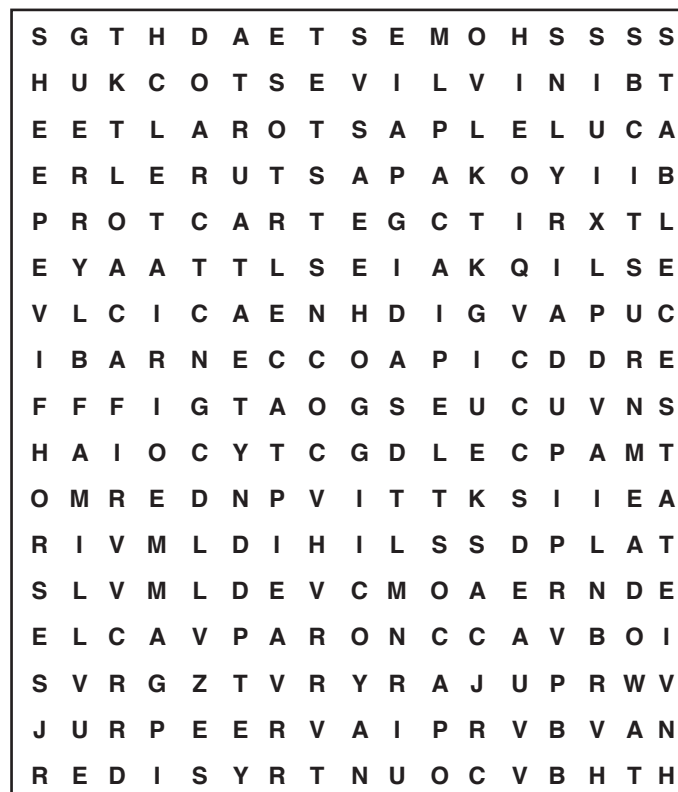 S G T H D A E T S E M O H S S S S
H U K C O T S E V I L V I N I B T
E E T L A R O T S A P L E L U C A
E R L E R U T S A P A K O Y I I B
P R O T C A R T E G C T I R X T L
E Y A A T T L S E I A K Q I L S E
V L C I C A E N H D I G V A P U C
I B A R N E C C O A P I C D D R E
F F F I G T A O G S E U C U V N S
H A I O C Y T C G D L E C P A M T
O M R E D N P V I T T K S I I E A
R I V M L D I H I L S S D P L A T
S L V M L D E V C M O A E R N D E
E L C A V P A R O N C C A V B O I
S V R G Z T V R Y R A J U P R W V
J U R P E E R V A I P R V B V A N
R E D I S Y R T N U O C V B H T H